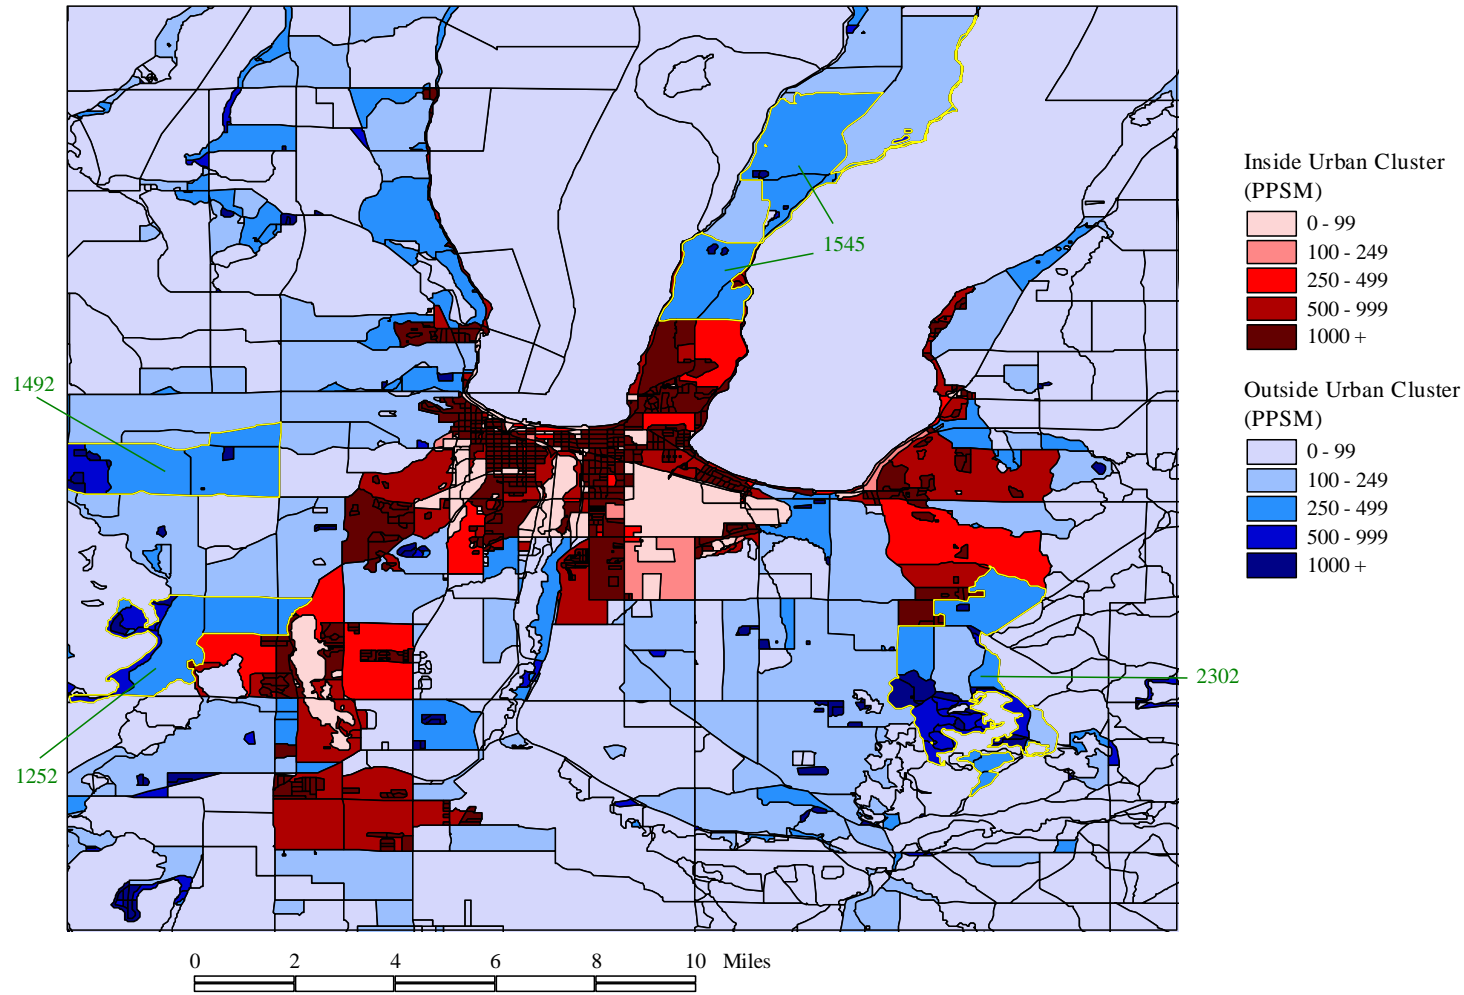 Inside Urban Cluster
(PPSM)
0 - 99
100 - 249
250 - 499
500 - 999
1000 +
Outside Urban Cluster
(PPSM)
0 - 99
100 - 249
250 - 499
500 - 999
1000 +
1545
1492
2302
1252
0 2 4 6 8 10 Miles